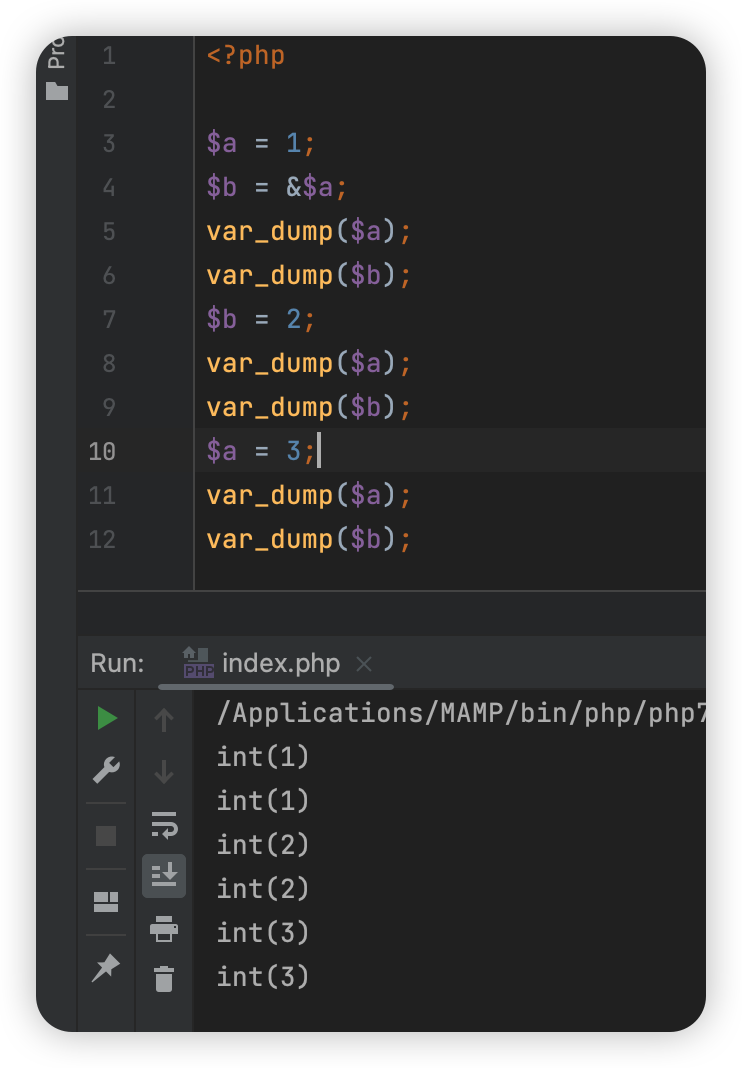 Pro
1 <?php
2
3 $a = 1;
4 $b = &$a;
5 var_dump($a);
6 var_dump($b);
7 $b = 2;
8 var_dump($a);
9 var_dump($b);
10 $a = 3;
11 var_dump($a);
12 var_dump($b);
Run: PHP index.php
/Applications/MAMP/bin/php/php7
int(1)
int(1)
int(2)
int(2)
int(3)
int(3)